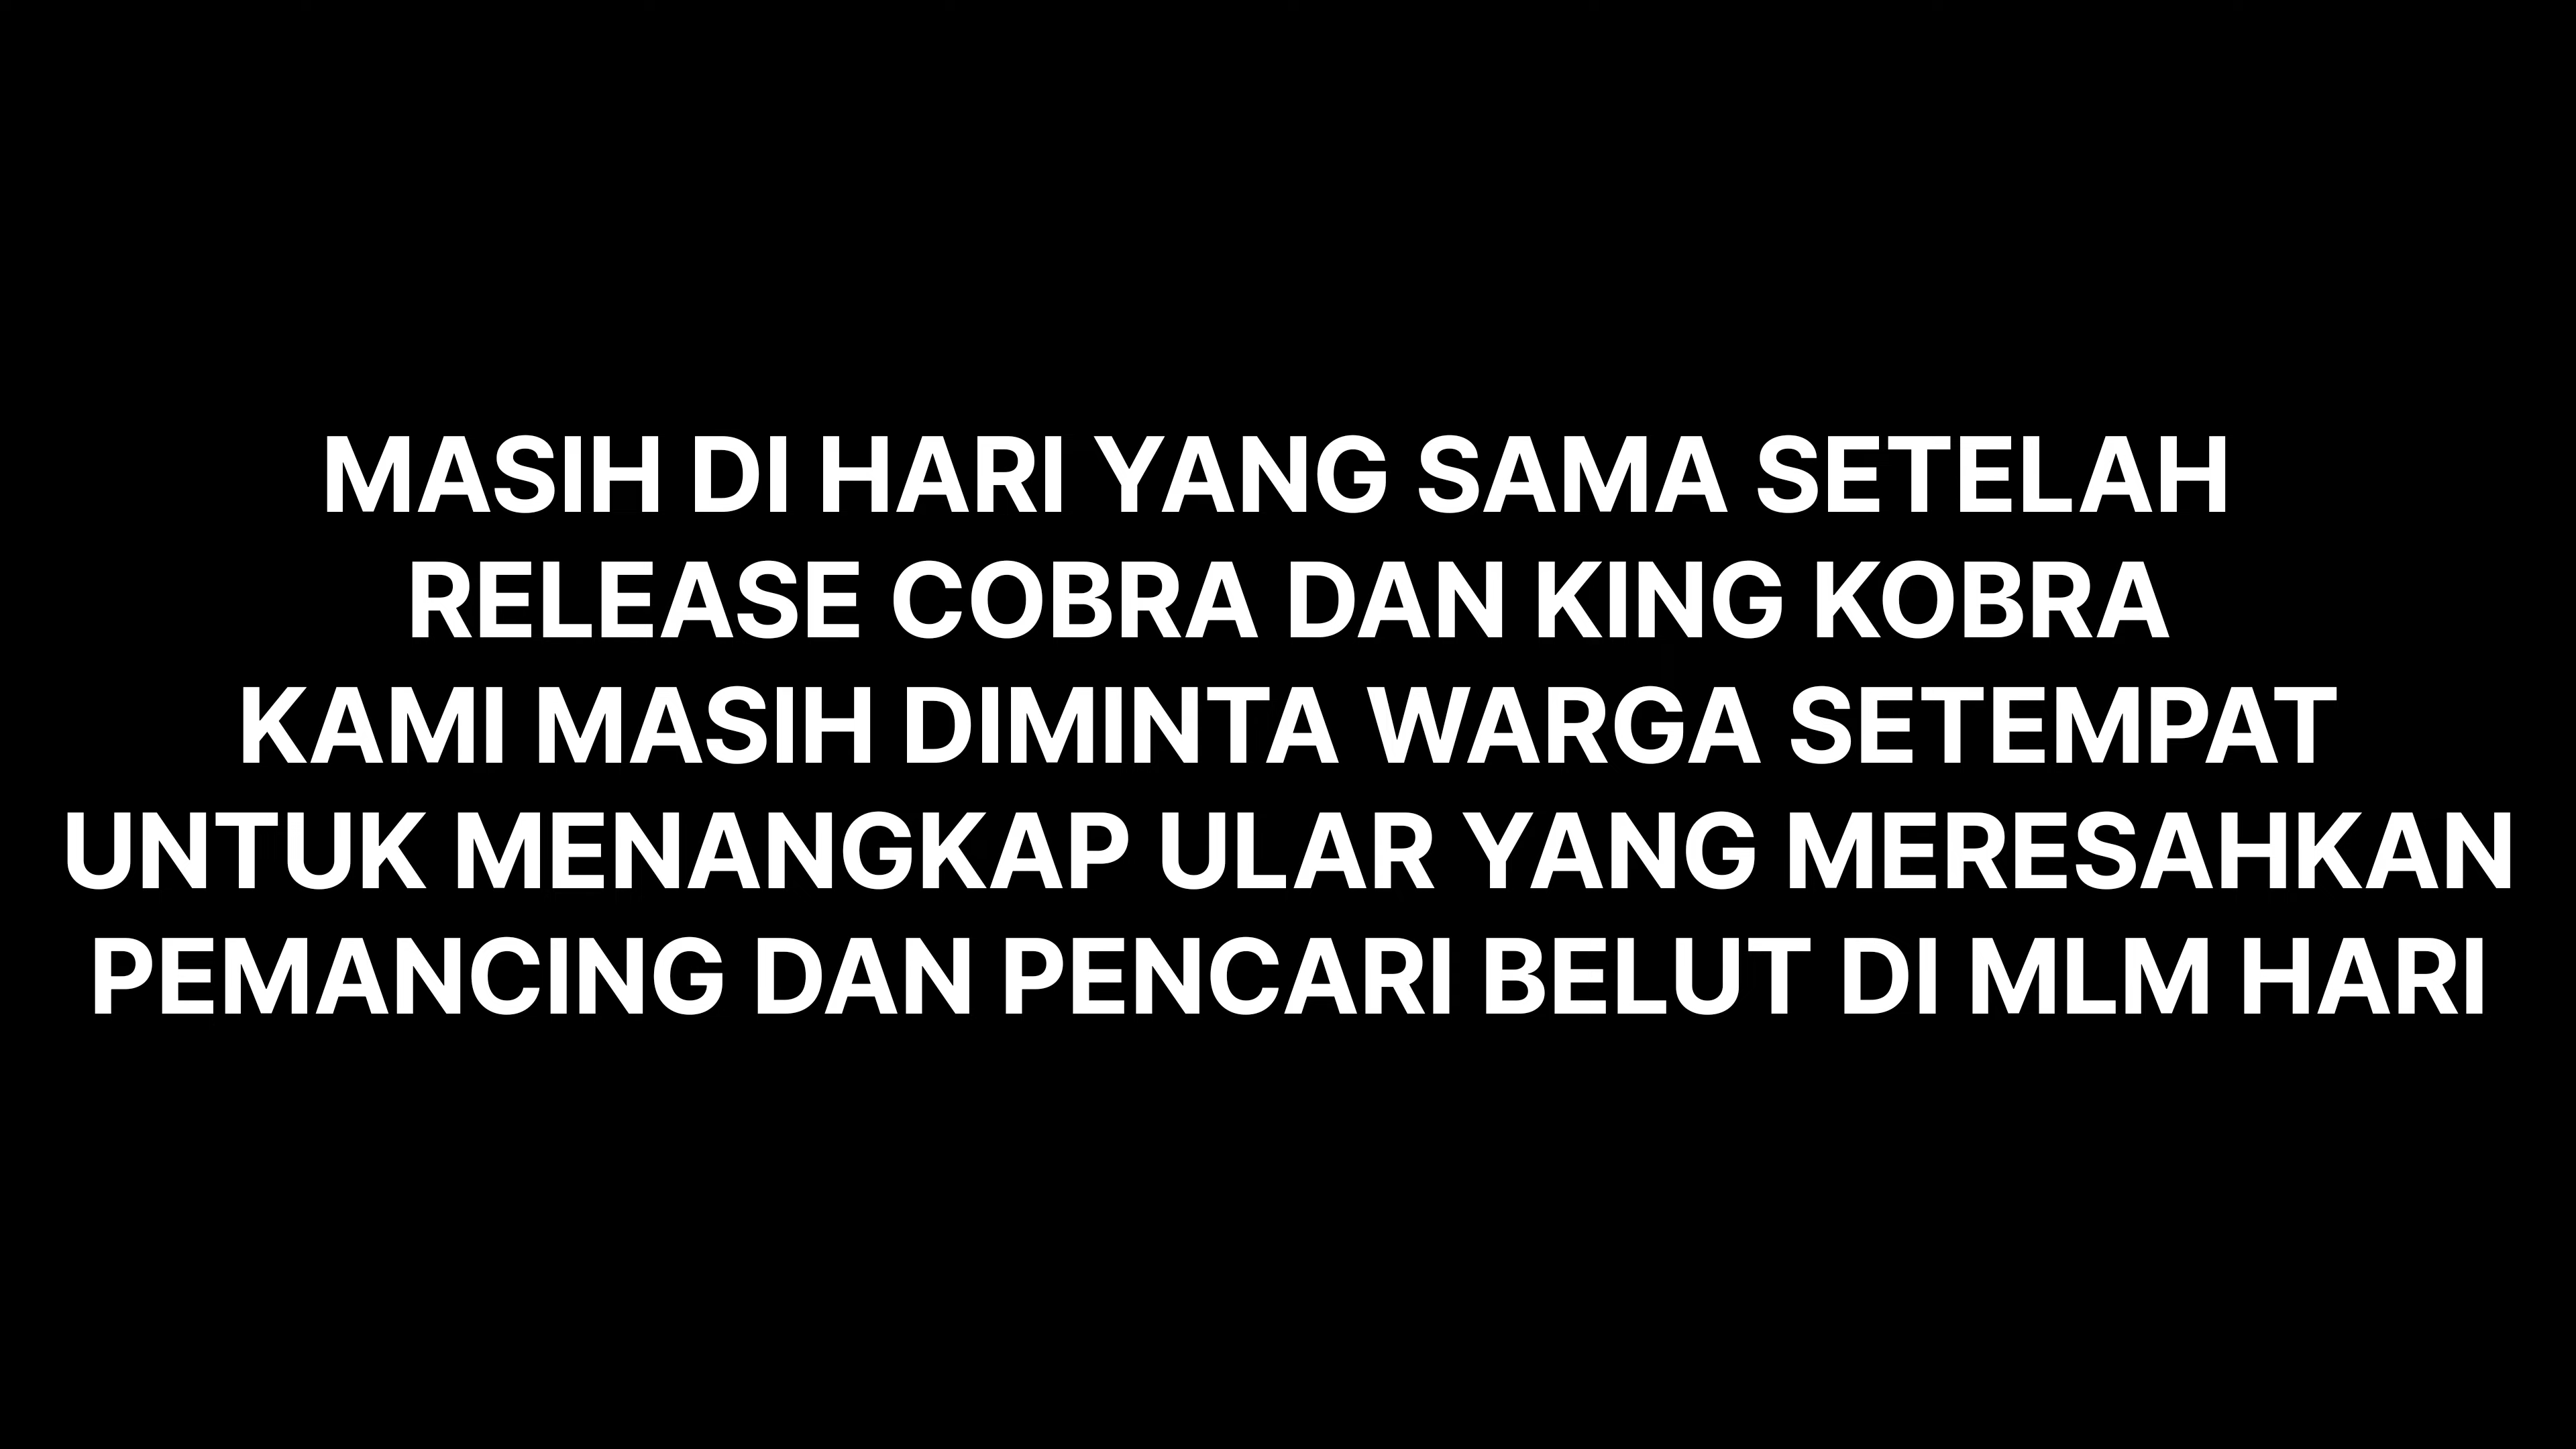 MASIH DI HARI YANG SAMA SETELAH
RELEASE COBRA DAN KING KOBRA
KAMI MASIH DIMINTA WARGA SETEMPAT
UNTUK MENANGKAP ULAR YANG MERESAHKAN
PEMANCING DAN PENCARI BELUT DI MLM HARI